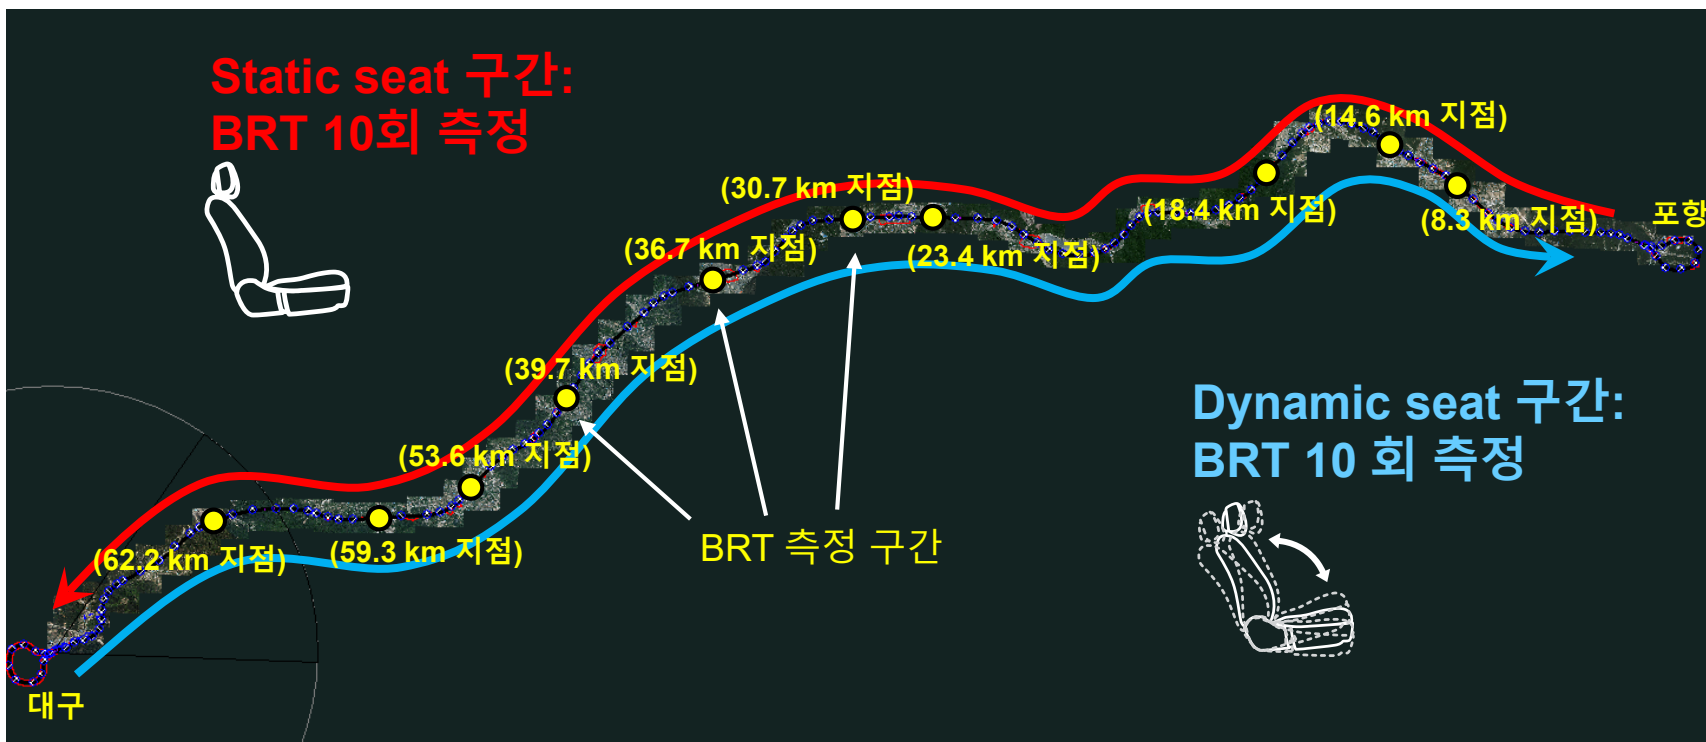 Static seat 구간:
BRT 10회 측정
(14.6 km 지점)
(30.7 km 지점)
(18.4 km 지점)
(8.3 km 지점)
포항
(36.7 km 지점)
(23.4 km 지점)
(39.7 km 지점)
Dynamic seat 구간:
BRT 10 회 측정
(53.6 km 지점)
BRT 측정 구간
(62.2 km 지점)
(59.3 km 지점)
대구